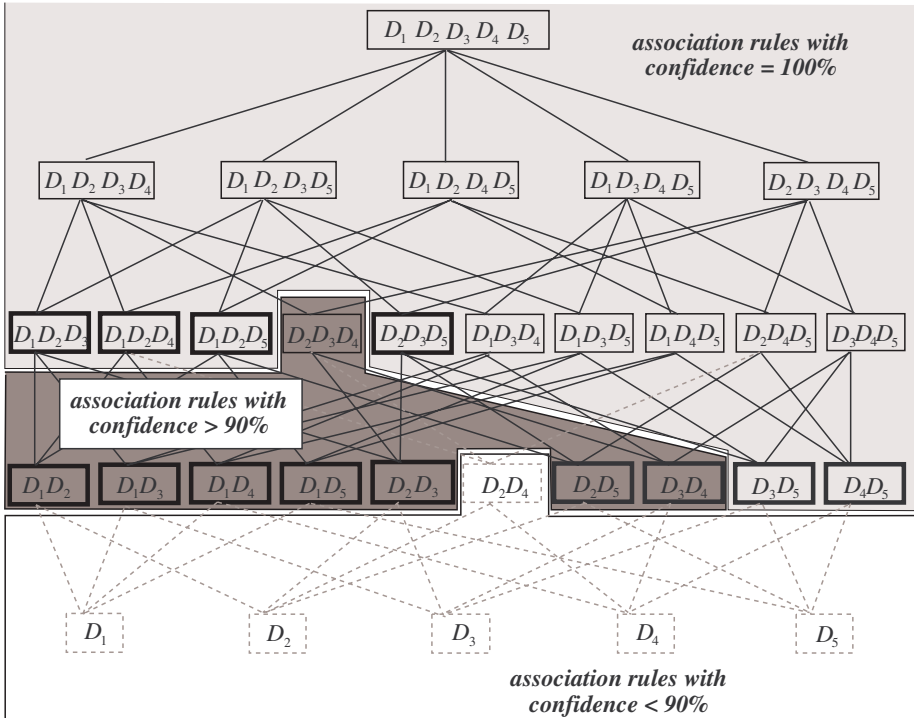 D₁ D₂ D₃ D₄ D₅
association rules with
confidence = 100%
D₁ D₂ D₃ D₄ D₁ D₂ D₃ D₅ D₁ D₂ D₄ D₅ D₁ D₃ D₄ D₅ D₂ D₃ D₄ D₅
D₁D₂D₃ D₁D₂D₄ D₁D₂D₅ D₂D₃D₄ D₂D₃D₅ D₁D₃D₄ D₁D₃D₅ D₁D₄D₅ D₂D₄D₅ D₃D₄D₅
association rules with
confidence > 90%
D₁D₂ D₁D₃ D₁D₄ D₁D₅ D₂D₃ D₂D₄ D₂D₅ D₃D₄ D₃D₅ D₄D₅
D₁ D₂ D₃ D₄ D₅
association rules with
confidence < 90%